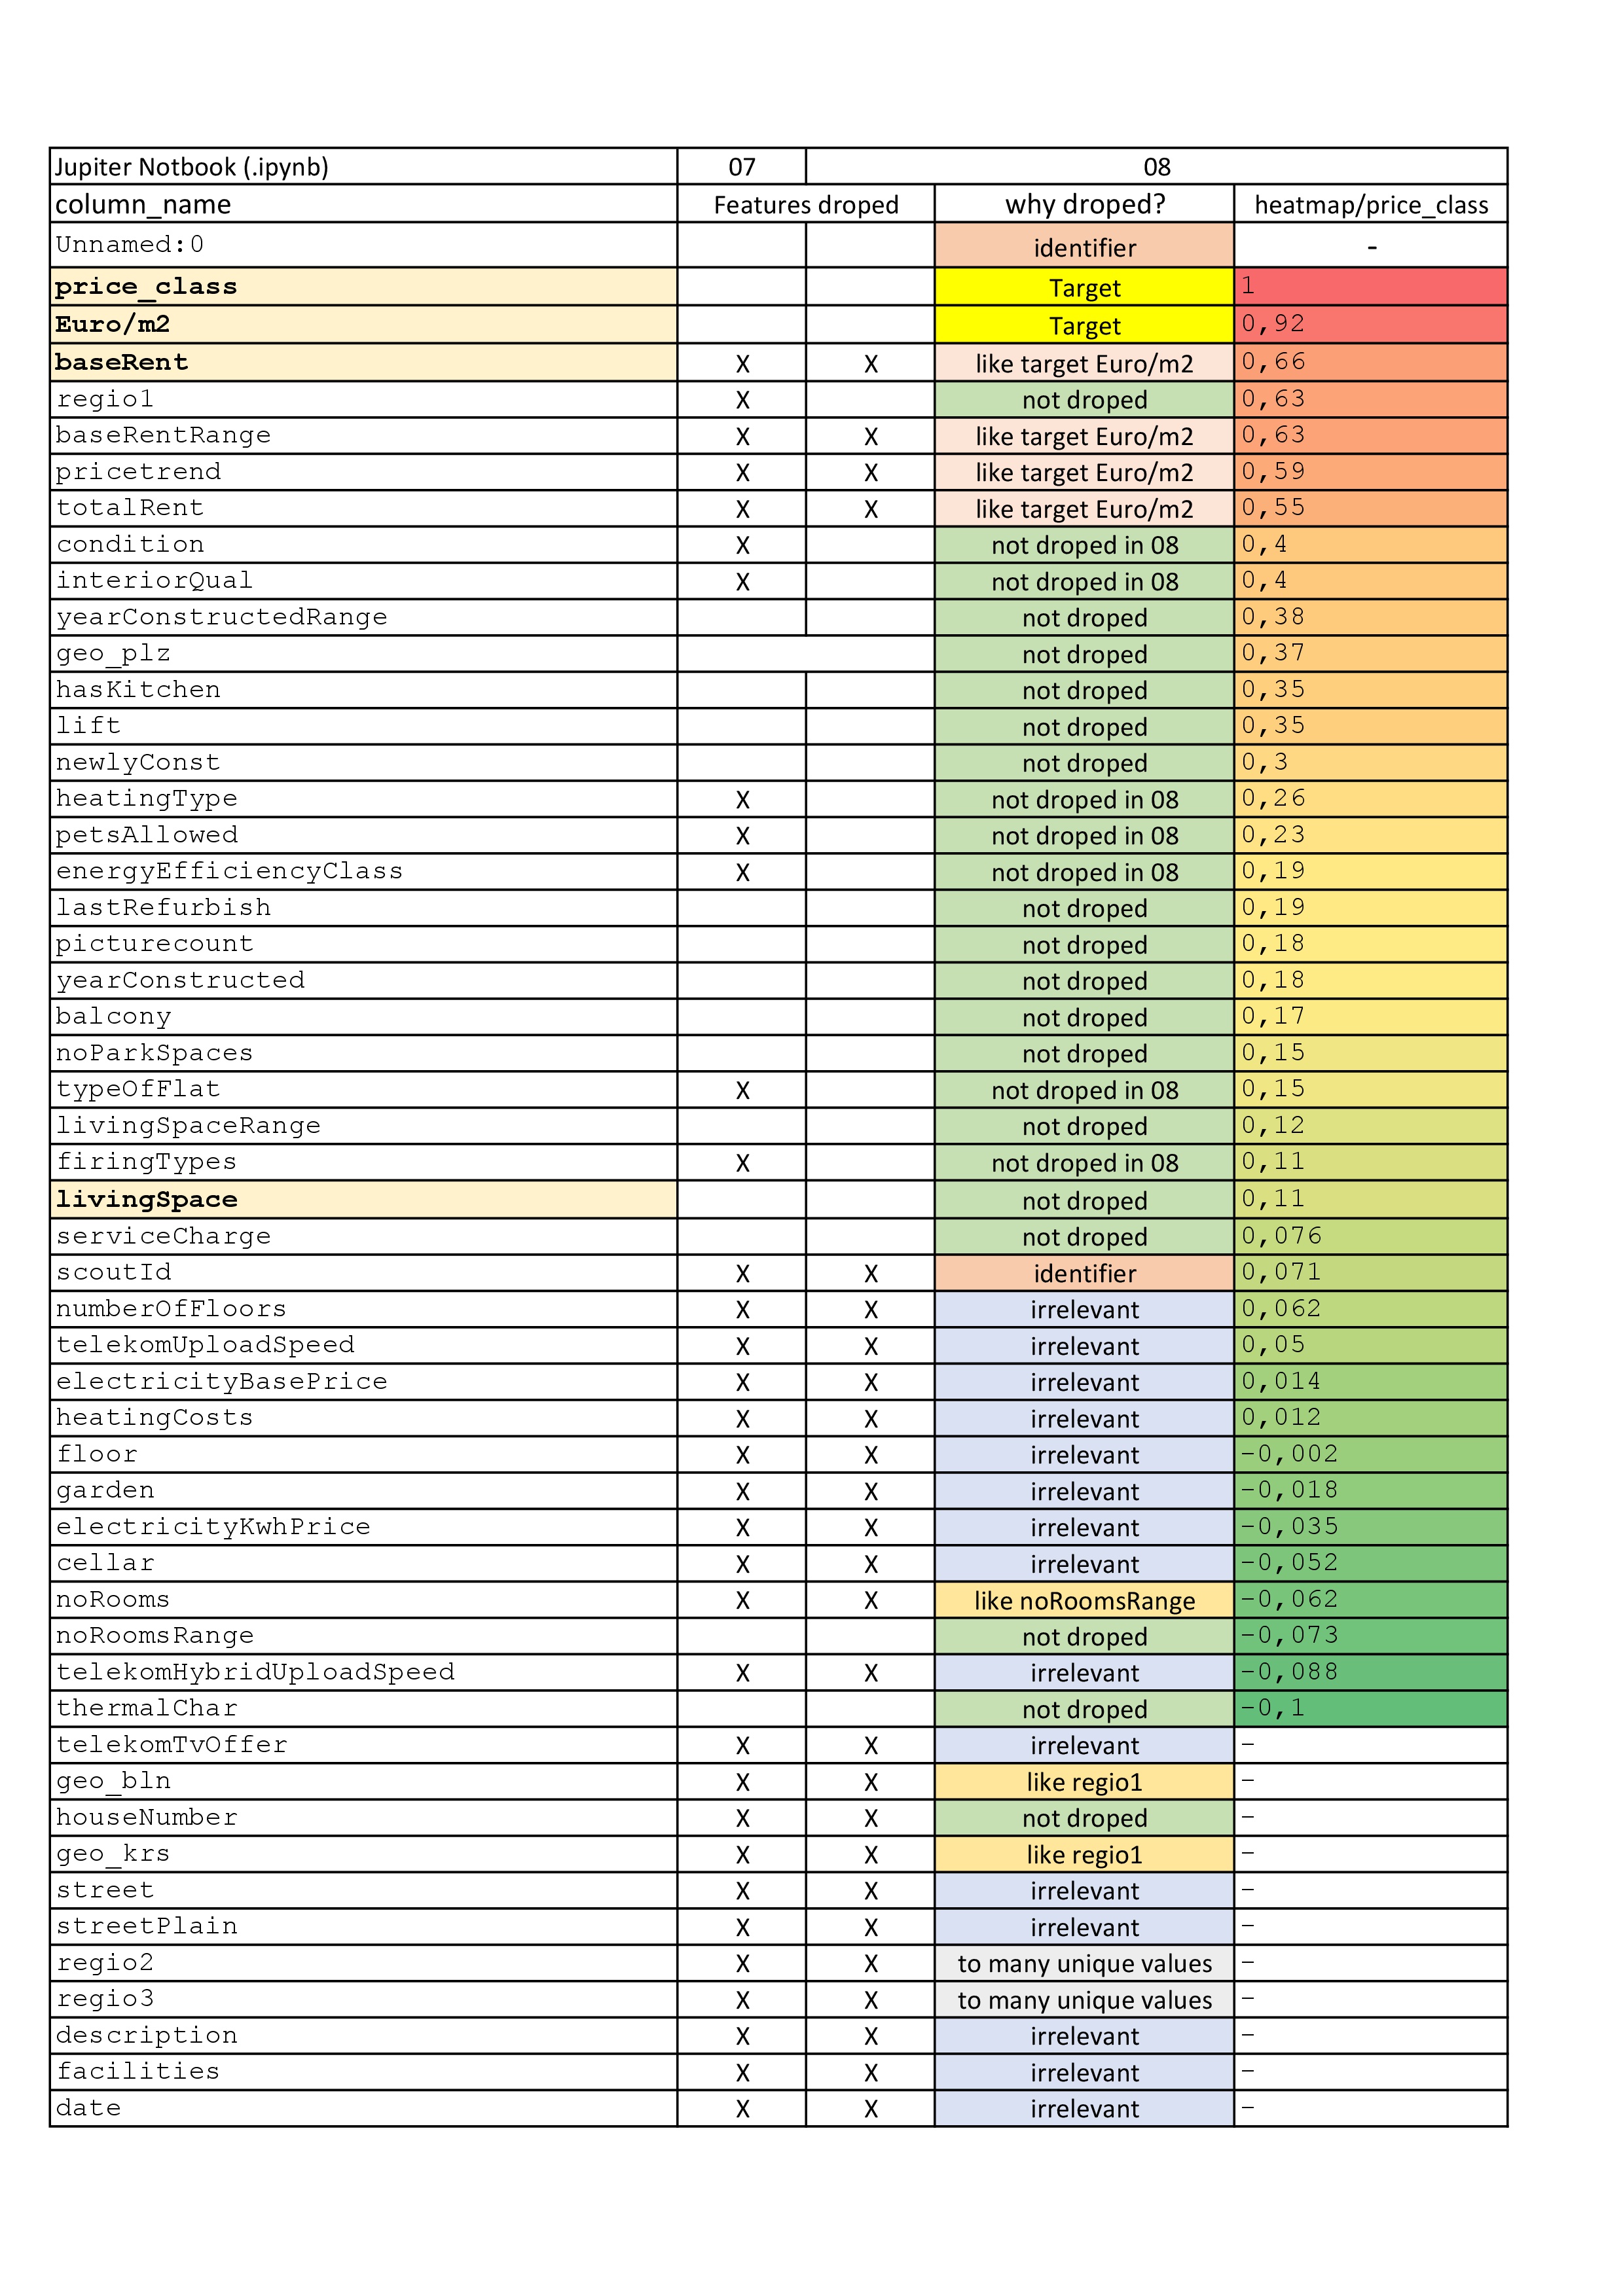 Jupiter Notbook (.ipynb) 07 08
column_name Features droped why droped? heatmap/price_class
Unnamed:0 identifier -
price_class Target 1
Euro/m2 Target 0,92
baseRent X X like target Euro/m2 0,66
regio1 X not droped 0,63
baseRentRange X X like target Euro/m2 0,63
pricetrend X X like target Euro/m2 0,59
totalRent X X like target Euro/m2 0,55
condition X not droped in 08 0,4
interiorQual X not droped in 08 0,4
yearConstructedRange not droped 0,38
geo_plz not droped 0,37
hasKitchen not droped 0,35
lift not droped 0,35
newlyConst not droped 0,3
heatingType X not droped in 08 0,26
petsAllowed X not droped in 08 0,23
energyEfficiencyClass X not droped in 08 0,19
lastRefurbish not droped 0,19
picturecount not droped 0,18
yearConstructed not droped 0,18
balcony not droped 0,17
noParkSpaces not droped 0,15
typeOfFlat X not droped in 08 0,15
livingSpaceRange not droped 0,12
firingTypes X not droped in 08 0,11
livingSpace not droped 0,11
serviceCharge not droped 0,076
scoutId X X identifier 0,071
numberOfFloors X X irrelevant 0,062
telekomUploadSpeed X X irrelevant 0,05
electricityBasePrice X X irrelevant 0,014
heatingCosts X X irrelevant 0,012
floor X X irrelevant -0,002
garden X X irrelevant -0,018
electricityKwhPrice X X irrelevant -0,035
cellar X X irrelevant -0,052
noRooms X X like noRoomsRange -0,062
noRoomsRange not droped -0,073
telekomHybridUploadSpeed X X irrelevant -0,088
thermalChar not droped -0,1
telekomTvOffer X X irrelevant -
geo_bln X X like regio1 -
houseNumber X X not droped -
geo_krs X X like regio1 -
street X X irrelevant -
streetPlain X X irrelevant -
regio2 X X to many unique values -
regio3 X X to many unique values -
description X X irrelevant -
facilities X X irrelevant -
date X X irrelevant -